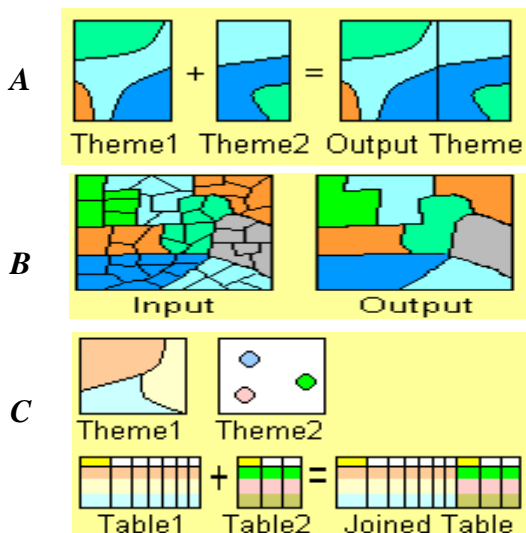 A
+ =
Theme1 Theme2 Output Theme
B
Input Output
C
Theme1 Theme2
+ =
Table1 Table2 Joined Table